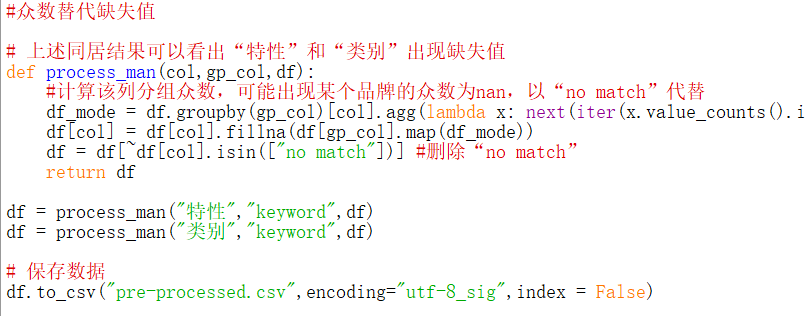 #众数替代缺失值
# 上述同居结果可以看出“特性”和“类别”出现缺失值
def process_man(col,gp_col,df):
#计算该列分组众数，可能出现某个品牌的众数为nan，以“no match”代替
df_mode = df.groupby(gp_col)[col].agg(lambda x: next(iter(x.value_counts().i
df[col] = df[col].fillna(df[gp_col].map(df_mode))
df = df[~df[col].isin(["no match"])] #删除“no match”
return df
df = process_man("特性","keyword",df)
df = process_man("类别","keyword",df)
# 保存数据
df.to_csv("pre-processed.csv",encoding="utf-8_sig",index = False)